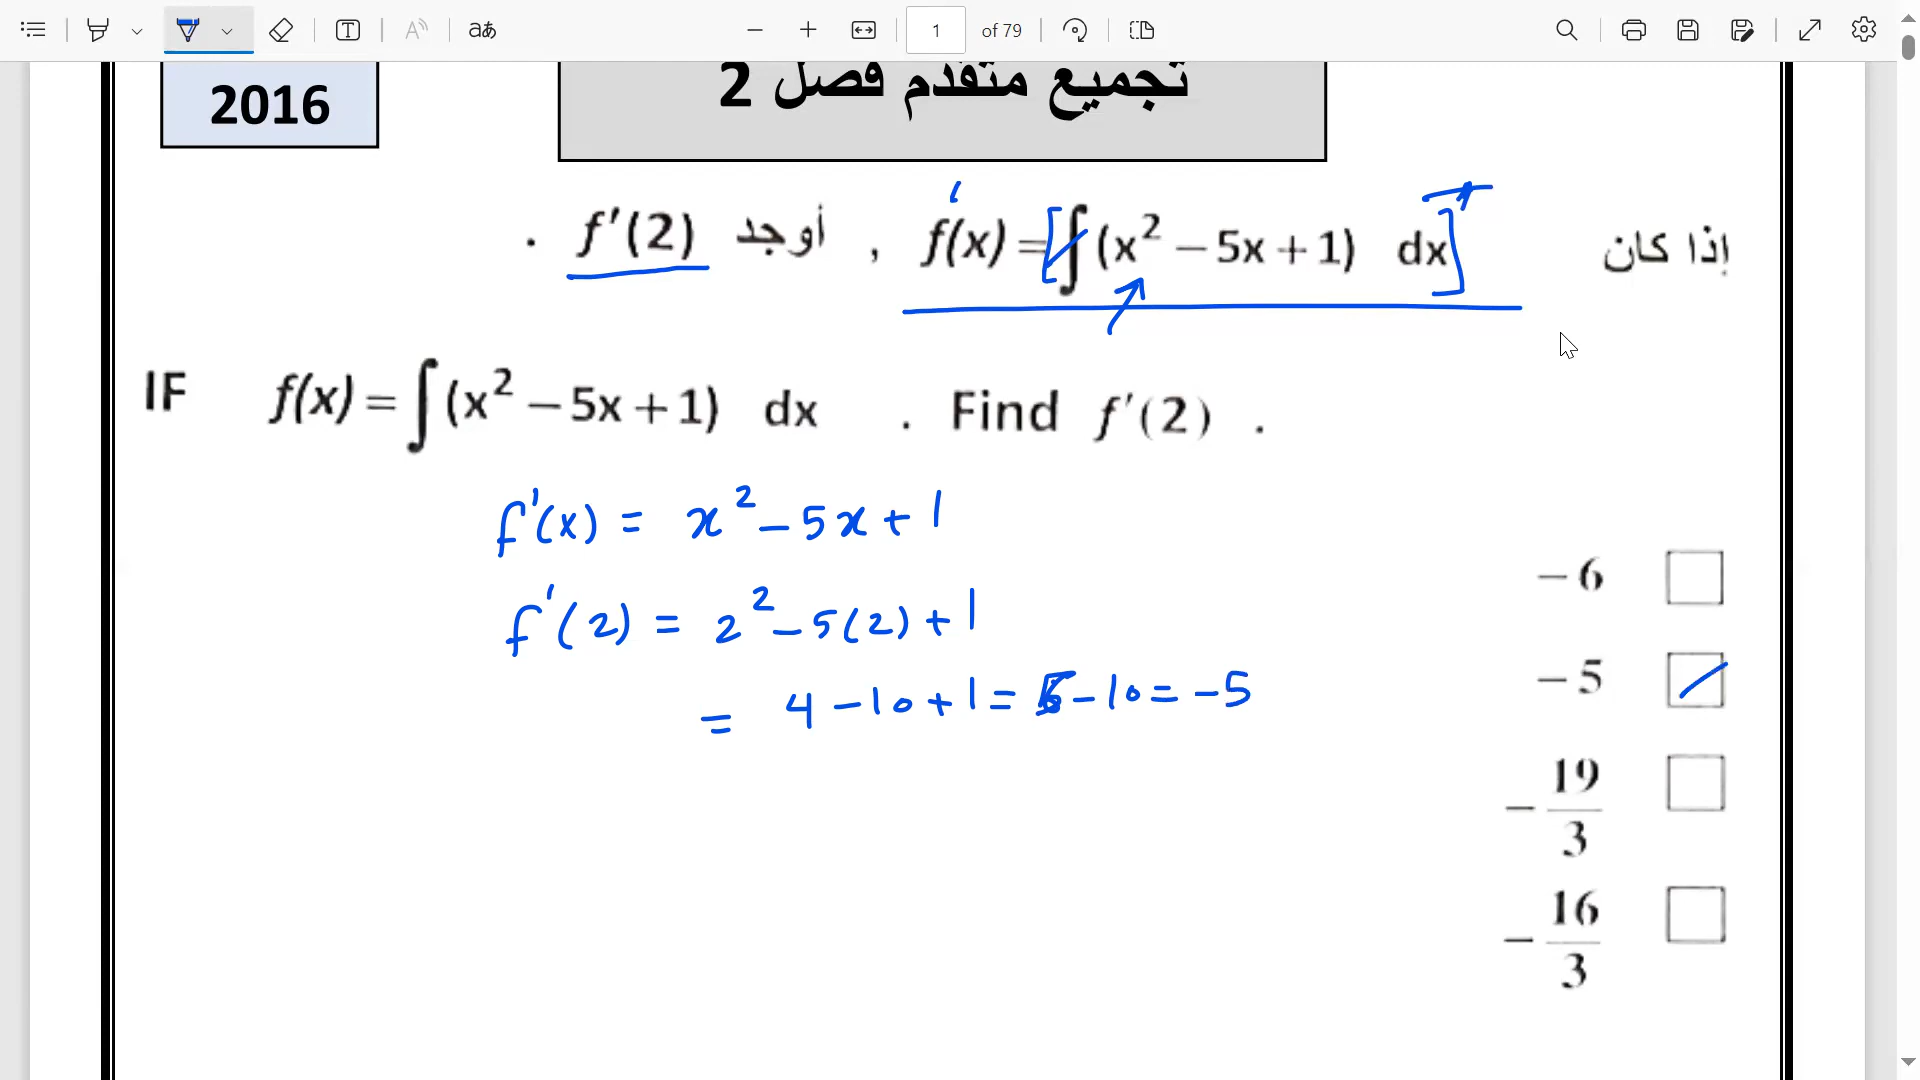 1 of 79
2016
تجميع متقدم فصل 2
إذا كان f(x) = ∫ (x² − 5x + 1) dx , أوجد f′(2) .
IF f(x) = ∫ (x² − 5x + 1) dx . Find f′(2) .
f′(x) = x² − 5x + 1
f′(2) = 2² − 5(2) + 1
= 4 − 10 + 1 = 5 − 10 = −5
− 6
− 5
− 19/3
− 16/3